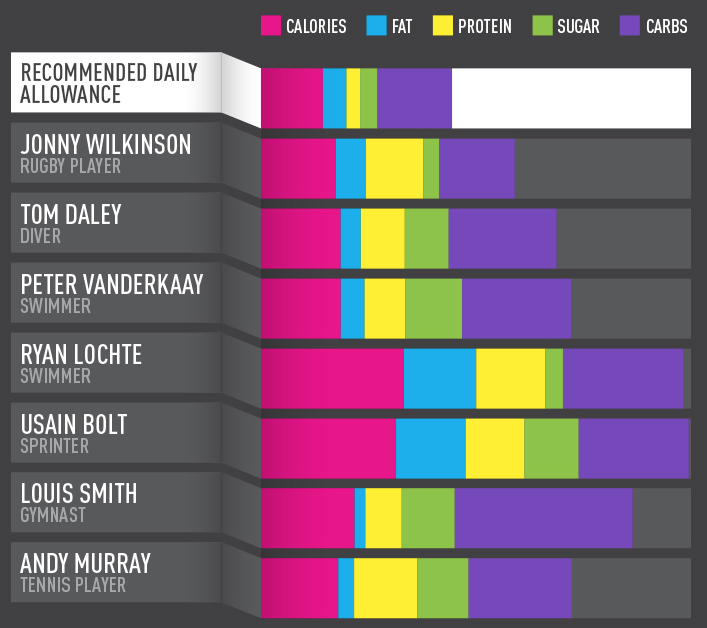 CALORIES FAT PROTEIN SUGAR CARBS
RECOMMENDED DAILY
ALLOWANCE
JONNY WILKINSON
RUGBY PLAYER
TOM DALEY
DIVER
PETER VANDERKAAY
SWIMMER
RYAN LOCHTE
SWIMMER
USAIN BOLT
SPRINTER
LOUIS SMITH
GYMNAST
ANDY MURRAY
TENNIS PLAYER